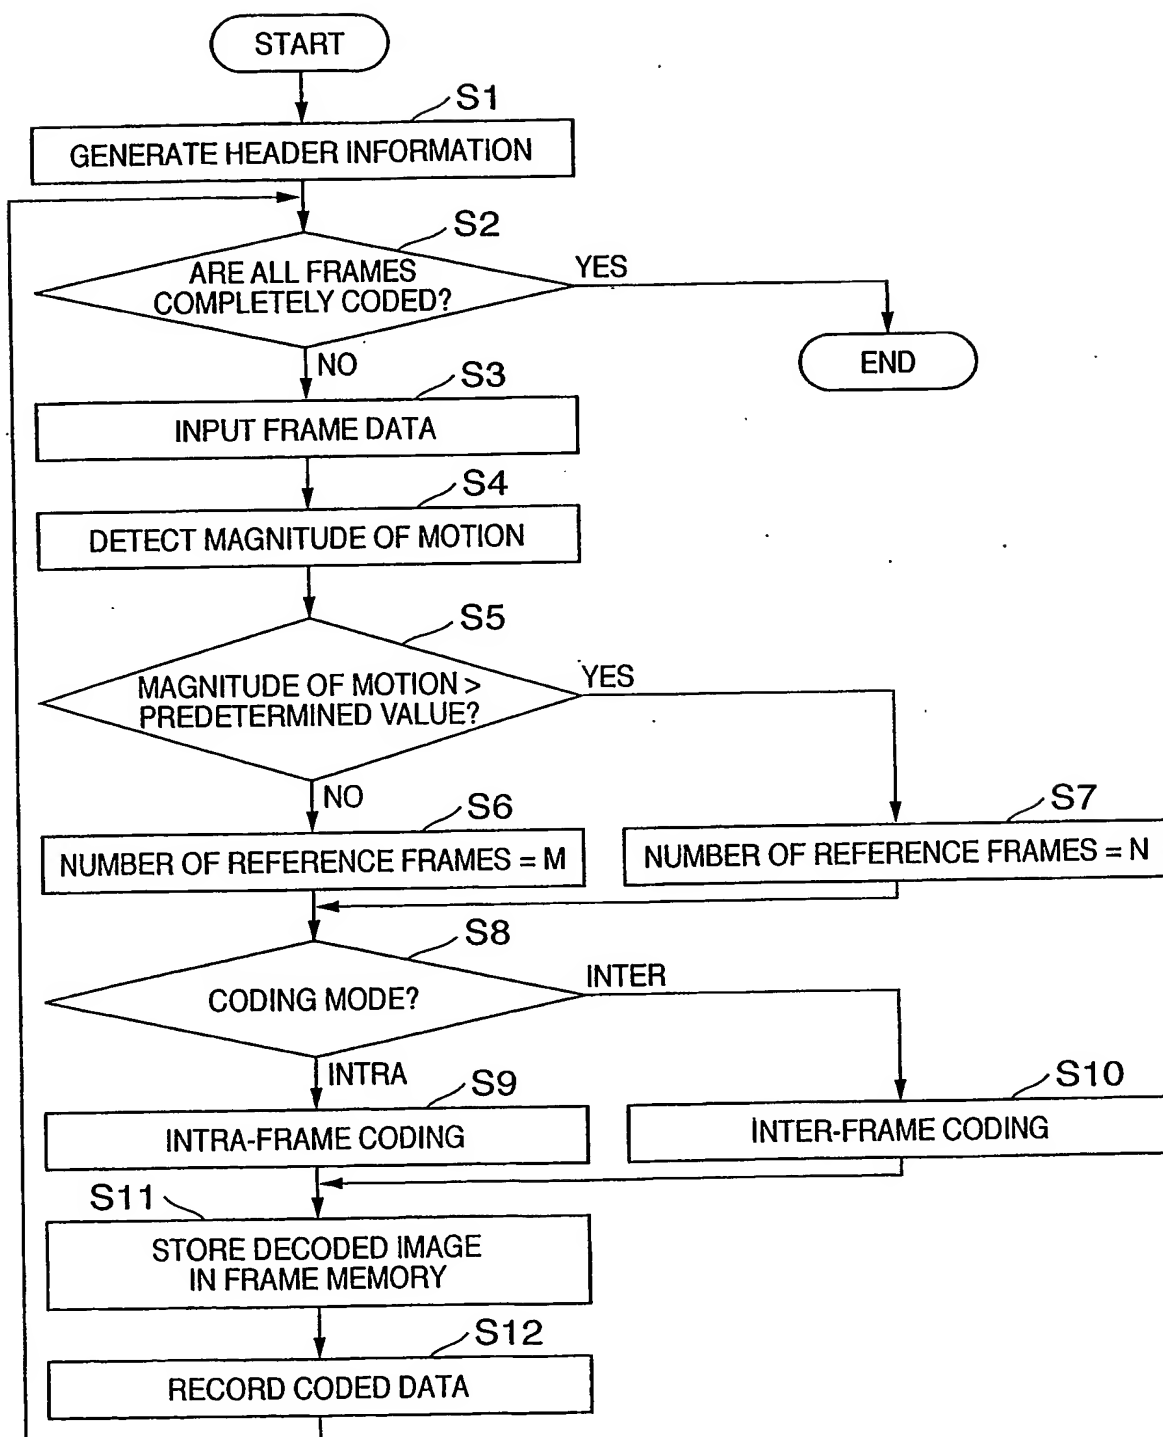 START
S1
GENERATE HEADER INFORMATION
S2
ARE ALL FRAMES
COMPLETELY CODED?
YES
END
NO
S3
INPUT FRAME DATA
S4
DETECT MAGNITUDE OF MOTION
S5
MAGNITUDE OF MOTION >
PREDETERMINED VALUE?
YES
NO
S6
NUMBER OF REFERENCE FRAMES = M
S7
NUMBER OF REFERENCE FRAMES = N
S8
CODING MODE?
INTER
INTRA
S9
INTRA-FRAME CODING
S10
INTER-FRAME CODING
S11
STORE DECODED IMAGE
IN FRAME MEMORY
S12
RECORD CODED DATA